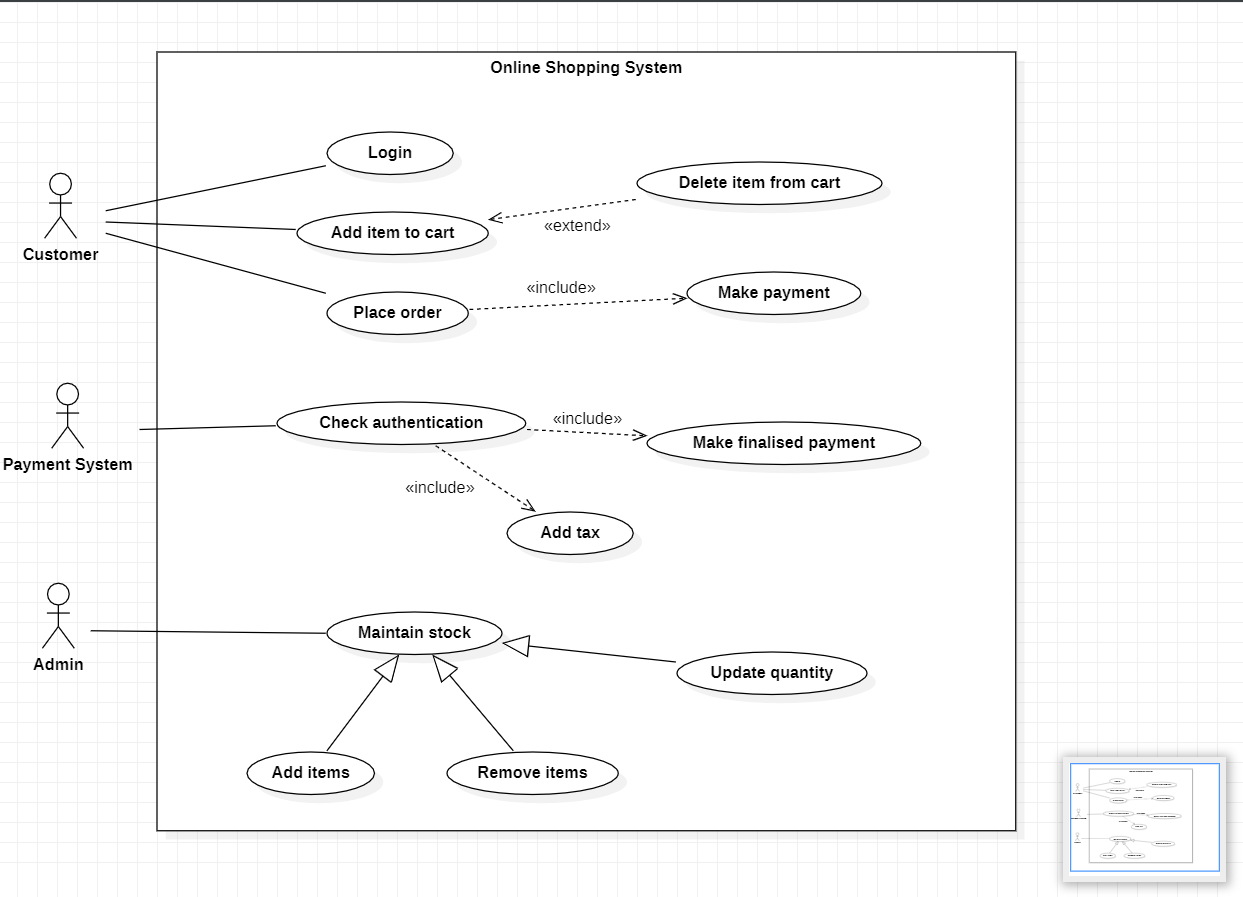 Online Shopping System
Login
Delete item from cart
Add item to cart
«extend»
Customer
«include»
Make payment
Place order
Check authentication
«include»
Make finalised payment
Payment System
«include»
Add tax
Maintain stock
Admin
Update quantity
Add items
Remove items